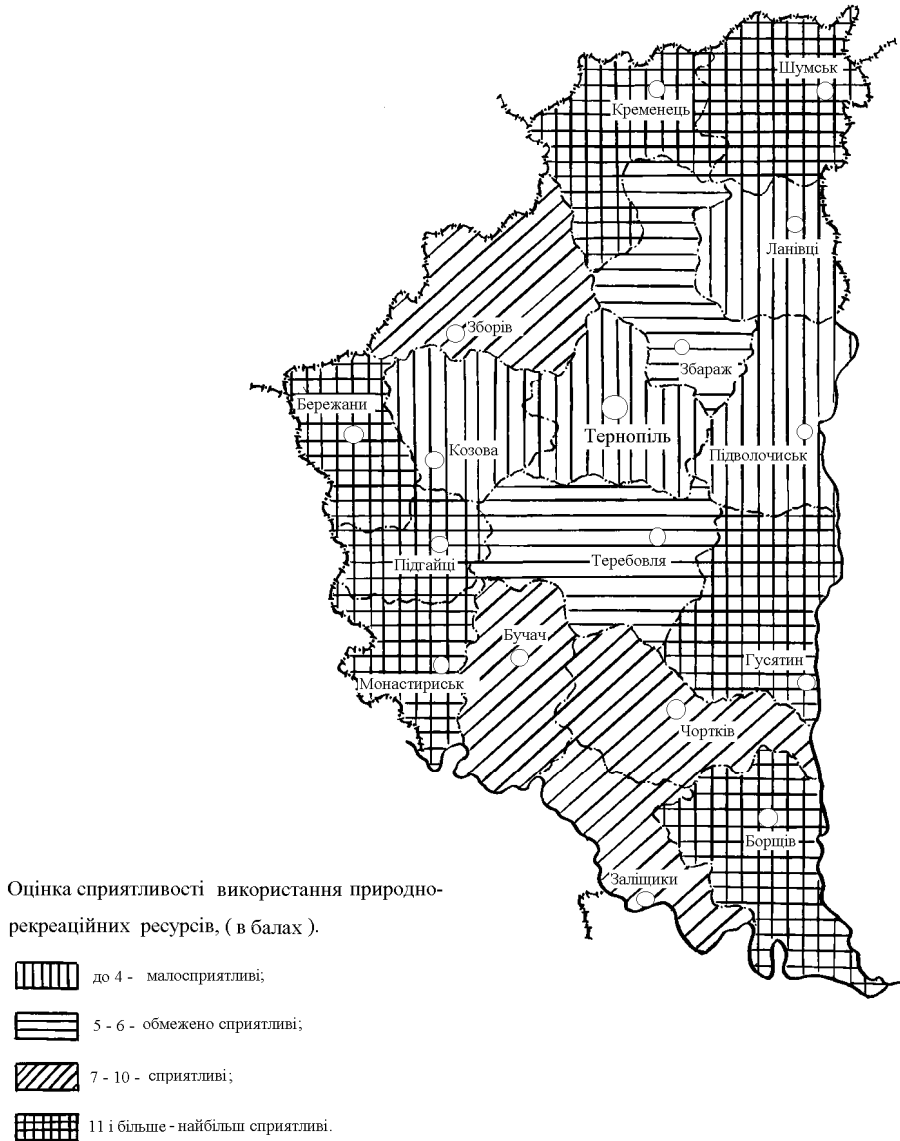 Шумськ
Кременець
Ланівці
Зборів
Збараж
Бережани
Тернопіль
Козова
Підволочиськ
Підгайці
Теребовля
Бучач
Гусятин
Монастириськ
Чортків
Борщів
Заліщики
Оцінка сприятливості використання природно-
рекреаційних ресурсів, ( в балах ).
до 4 - малосприятливі;
5 - 6 - обмежено сприятливі;
7 - 10 - сприятливі;
11 і більше - найбільш сприятливі.